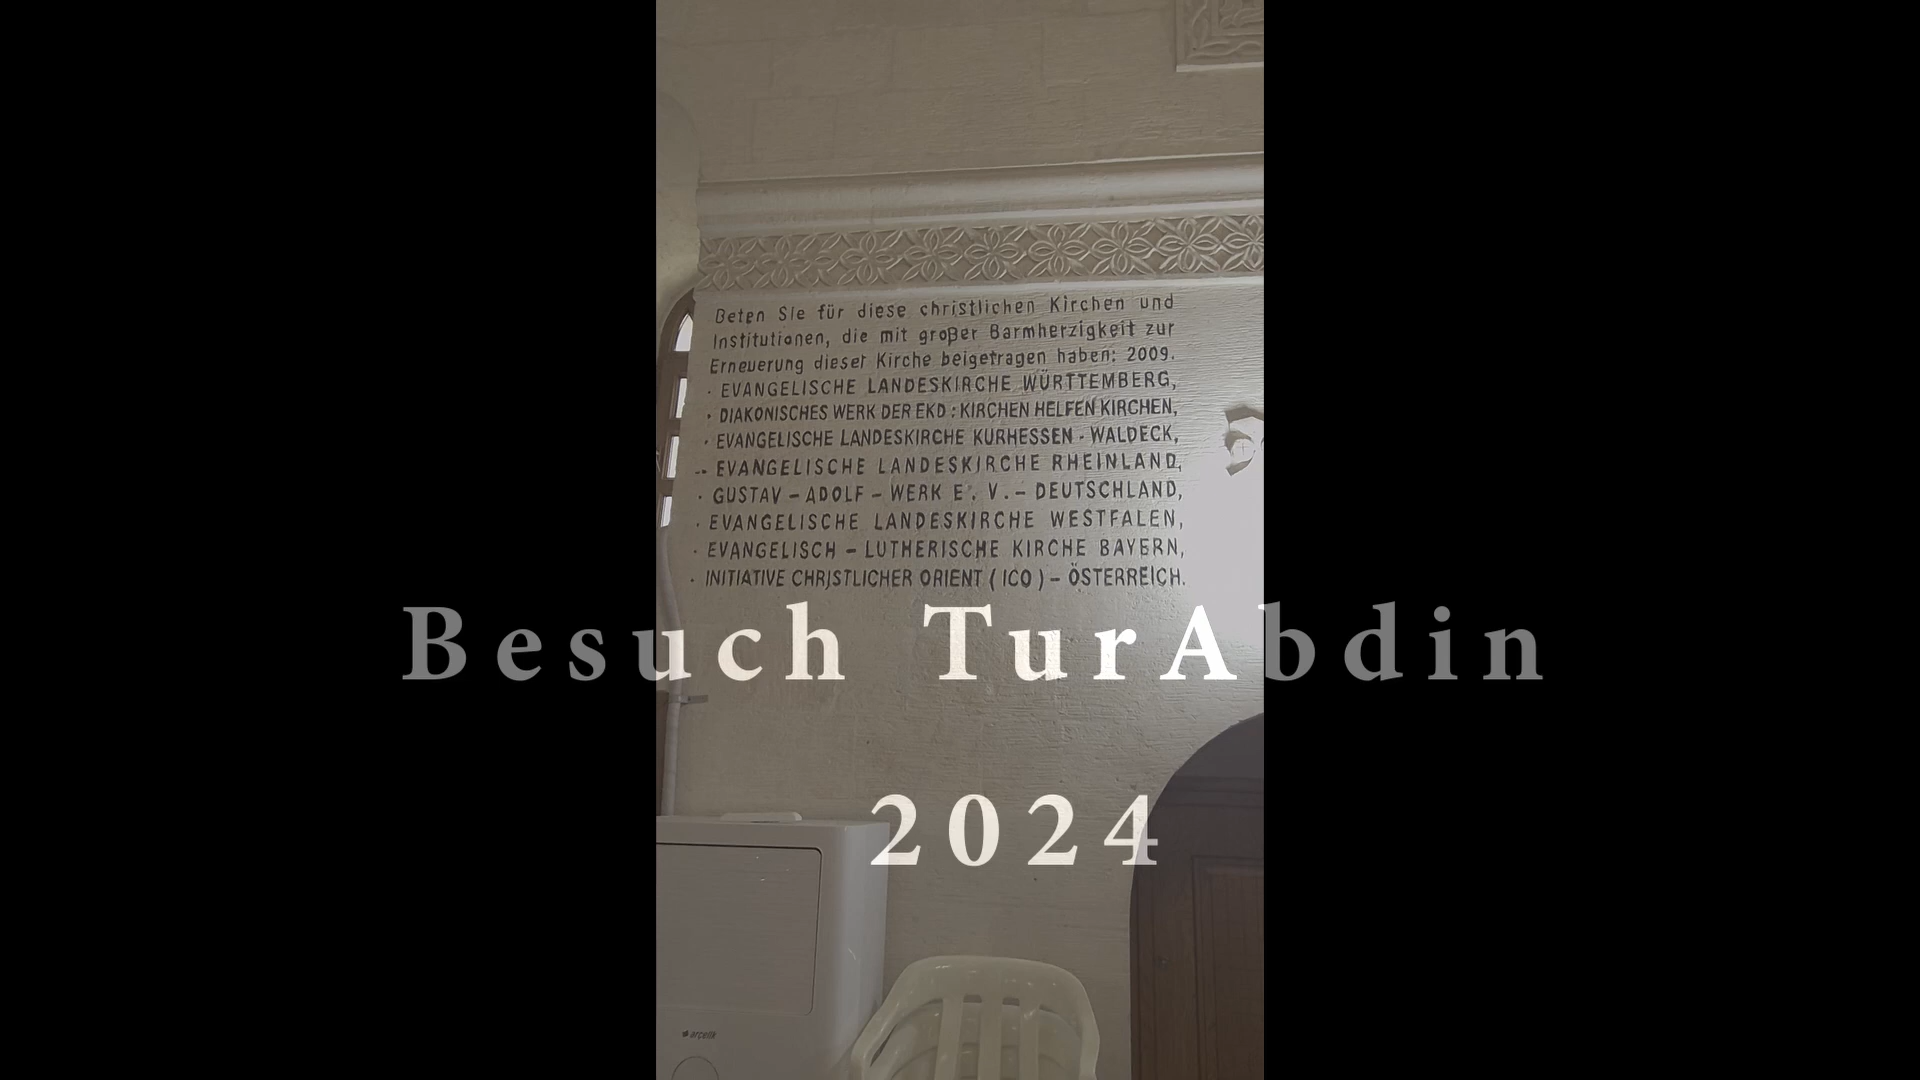 Beten Sie für diese christlichen Kirchen und
Institutionen, die mit großer Barmherzigkeit zur
Erneuerung dieser Kirche beigetragen haben: 2009.
· EVANGELISCHE LANDESKIRCHE WÜRTTEMBERG,
· DIAKONISCHES WERK DER EKD : KIRCHEN HELFEN KIRCHEN,
· EVANGELISCHE LANDESKIRCHE KURHESSEN - WALDECK,
· EVANGELISCHE LANDESKIRCHE RHEINLAND,
· GUSTAV – ADOLF – WERK E. V. – DEUTSCHLAND,
· EVANGELISCHE LANDESKIRCHE WESTFALEN,
· EVANGELISCH – LUTHERISCHE KIRCHE BAYERN,
· INITIATIVE CHRISTLICHER ORIENT ( ICO ) – ÖSTERREICH.
Besuch TurAbdin
2024
arçelik